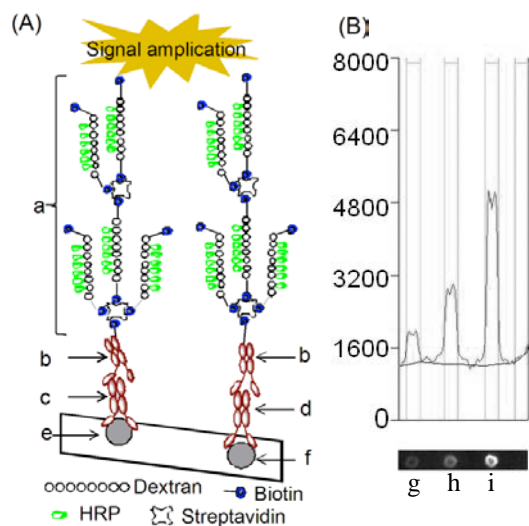 (A)
Signal amplication
a
b
b
c
d
e
f
Dextran
Biotin
HRP
Streptavidin
(B)
8000
6400
4800
3200
1600
0
g h i